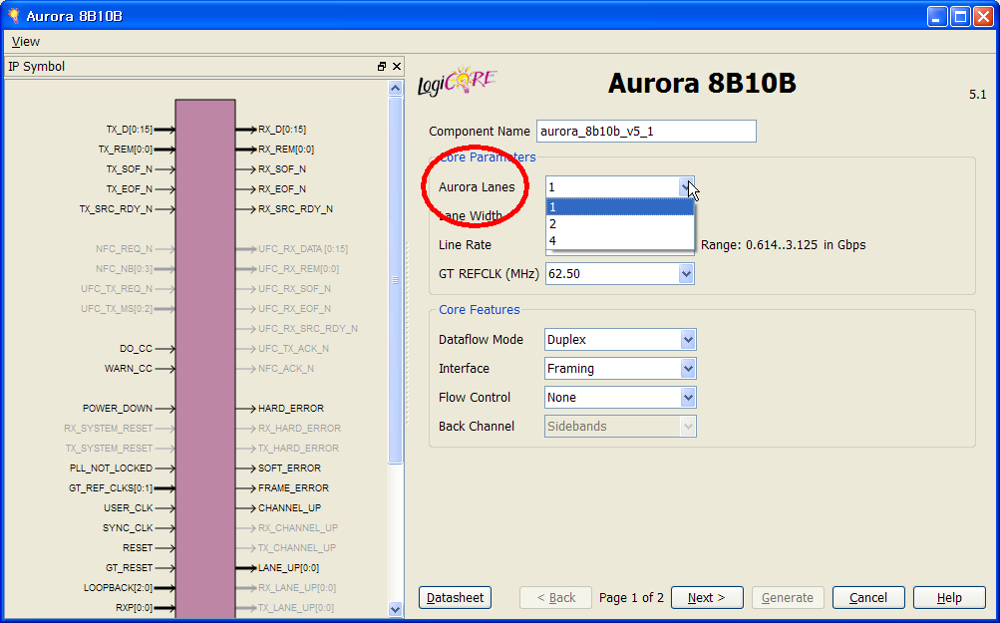 Aurora 8B10B
View
IP Symbol
TX_D[0:15]
TX_REM[0:0]
TX_SOF_N
TX_EOF_N
TX_SRC_RDY_N
NFC_REQ_N
NFC_NB[0:3]
UFC_TX_REQ_N
UFC_TX_MS[0:2]
DO_CC
WARN_CC
POWER_DOWN
RX_SYSTEM_RESET
TX_SYSTEM_RESET
PLL_NOT_LOCKED
GT_REF_CLKS[0:1]
USER_CLK
SYNC_CLK
RESET
GT_RESET
LOOPBACK[2:0]
RXP[0:0]
RX_D[0:15]
RX_REM[0:0]
RX_SOF_N
RX_EOF_N
RX_SRC_RDY_N
UFC_RX_DATA [0:15]
UFC_RX_REM[0:0]
UFC_RX_SOF_N
UFC_RX_EOF_N
UFC_RX_SRC_RDY_N
UFC_TX_ACK_N
NFC_ACK_N
HARD_ERROR
RX_HARD_ERROR
TX_HARD_ERROR
SOFT_ERROR
FRAME_ERROR
CHANNEL_UP
RX_CHANNEL_UP
TX_CHANNEL_UP
LANE_UP[0:0]
RX_LANE_UP[0:0]
TX_LANE_UP[0:0]
LogiCORE
Aurora 8B10B
5.1
Component Name aurora_8b10b_v5_1
Core Parameters
Aurora Lanes 1
1
2
4
Lane Width
Line Rate Range: 0.614..3.125 in Gbps
GT REFCLK (MHz) 62.50
Core Features
Dataflow Mode Duplex
Interface Framing
Flow Control None
Back Channel Sidebands
Datasheet < Back Page 1 of 2 Next > Generate Cancel Help